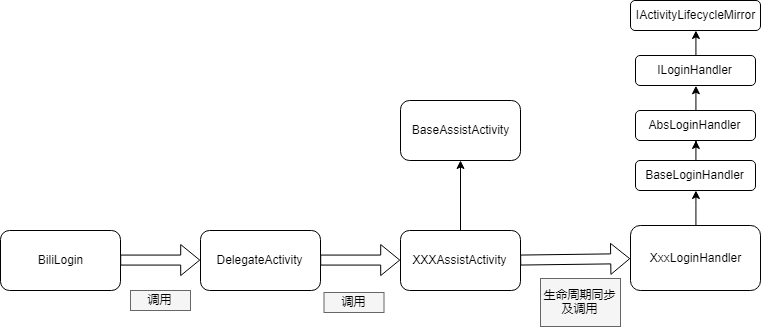 IActivityLifecycleMirror
ILoginHandler
AbsLoginHandler
BaseAssistActivity
BaseLoginHandler
BiliLogin
DelegateActivity
XXXAssistActivity
XxxLoginHandler
调用
调用
生命周期同步
及调用